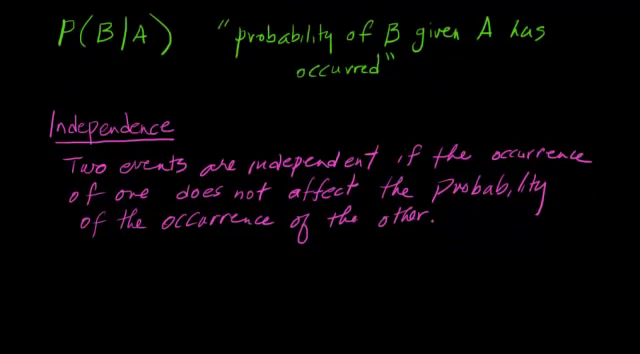 P(B/A) "probability of B given A has
occurred"
Independence
Two events are independent if the occurrence
of one does not affect the Probability
of the occurrence of the other.